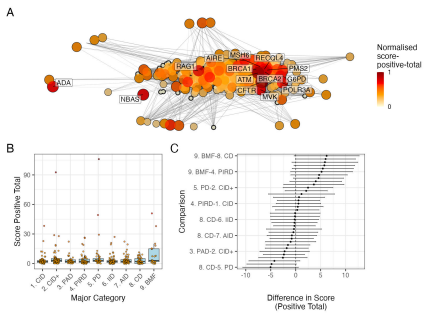 A
Normalised
score-
positive-total
1
0
AIRE
MSH6
RECQL4
RAG1
BRCA1
PMS2
ATM
BRCA2
G6PD
ADA
CFTR
POLR3A
NBAS
MVK
B
Score Positive Total
90
60
30
0
1. CID
2. CID+
3. PAD
4. PIRD
5. PD
6. IID
7. AID
8. CD
9. BMF
Major Category
C
Comparison
9. BMF-8. CD
9. BMF-4. PIRD
5. PD-2. CID+
4. PIRD-1. CID
8. CD-6. IID
8. CD-7. AID
3. PAD-2. CID+
8. CD-5. PD
-10
-5
0
5
10
Difference in Score
(Positive Total)